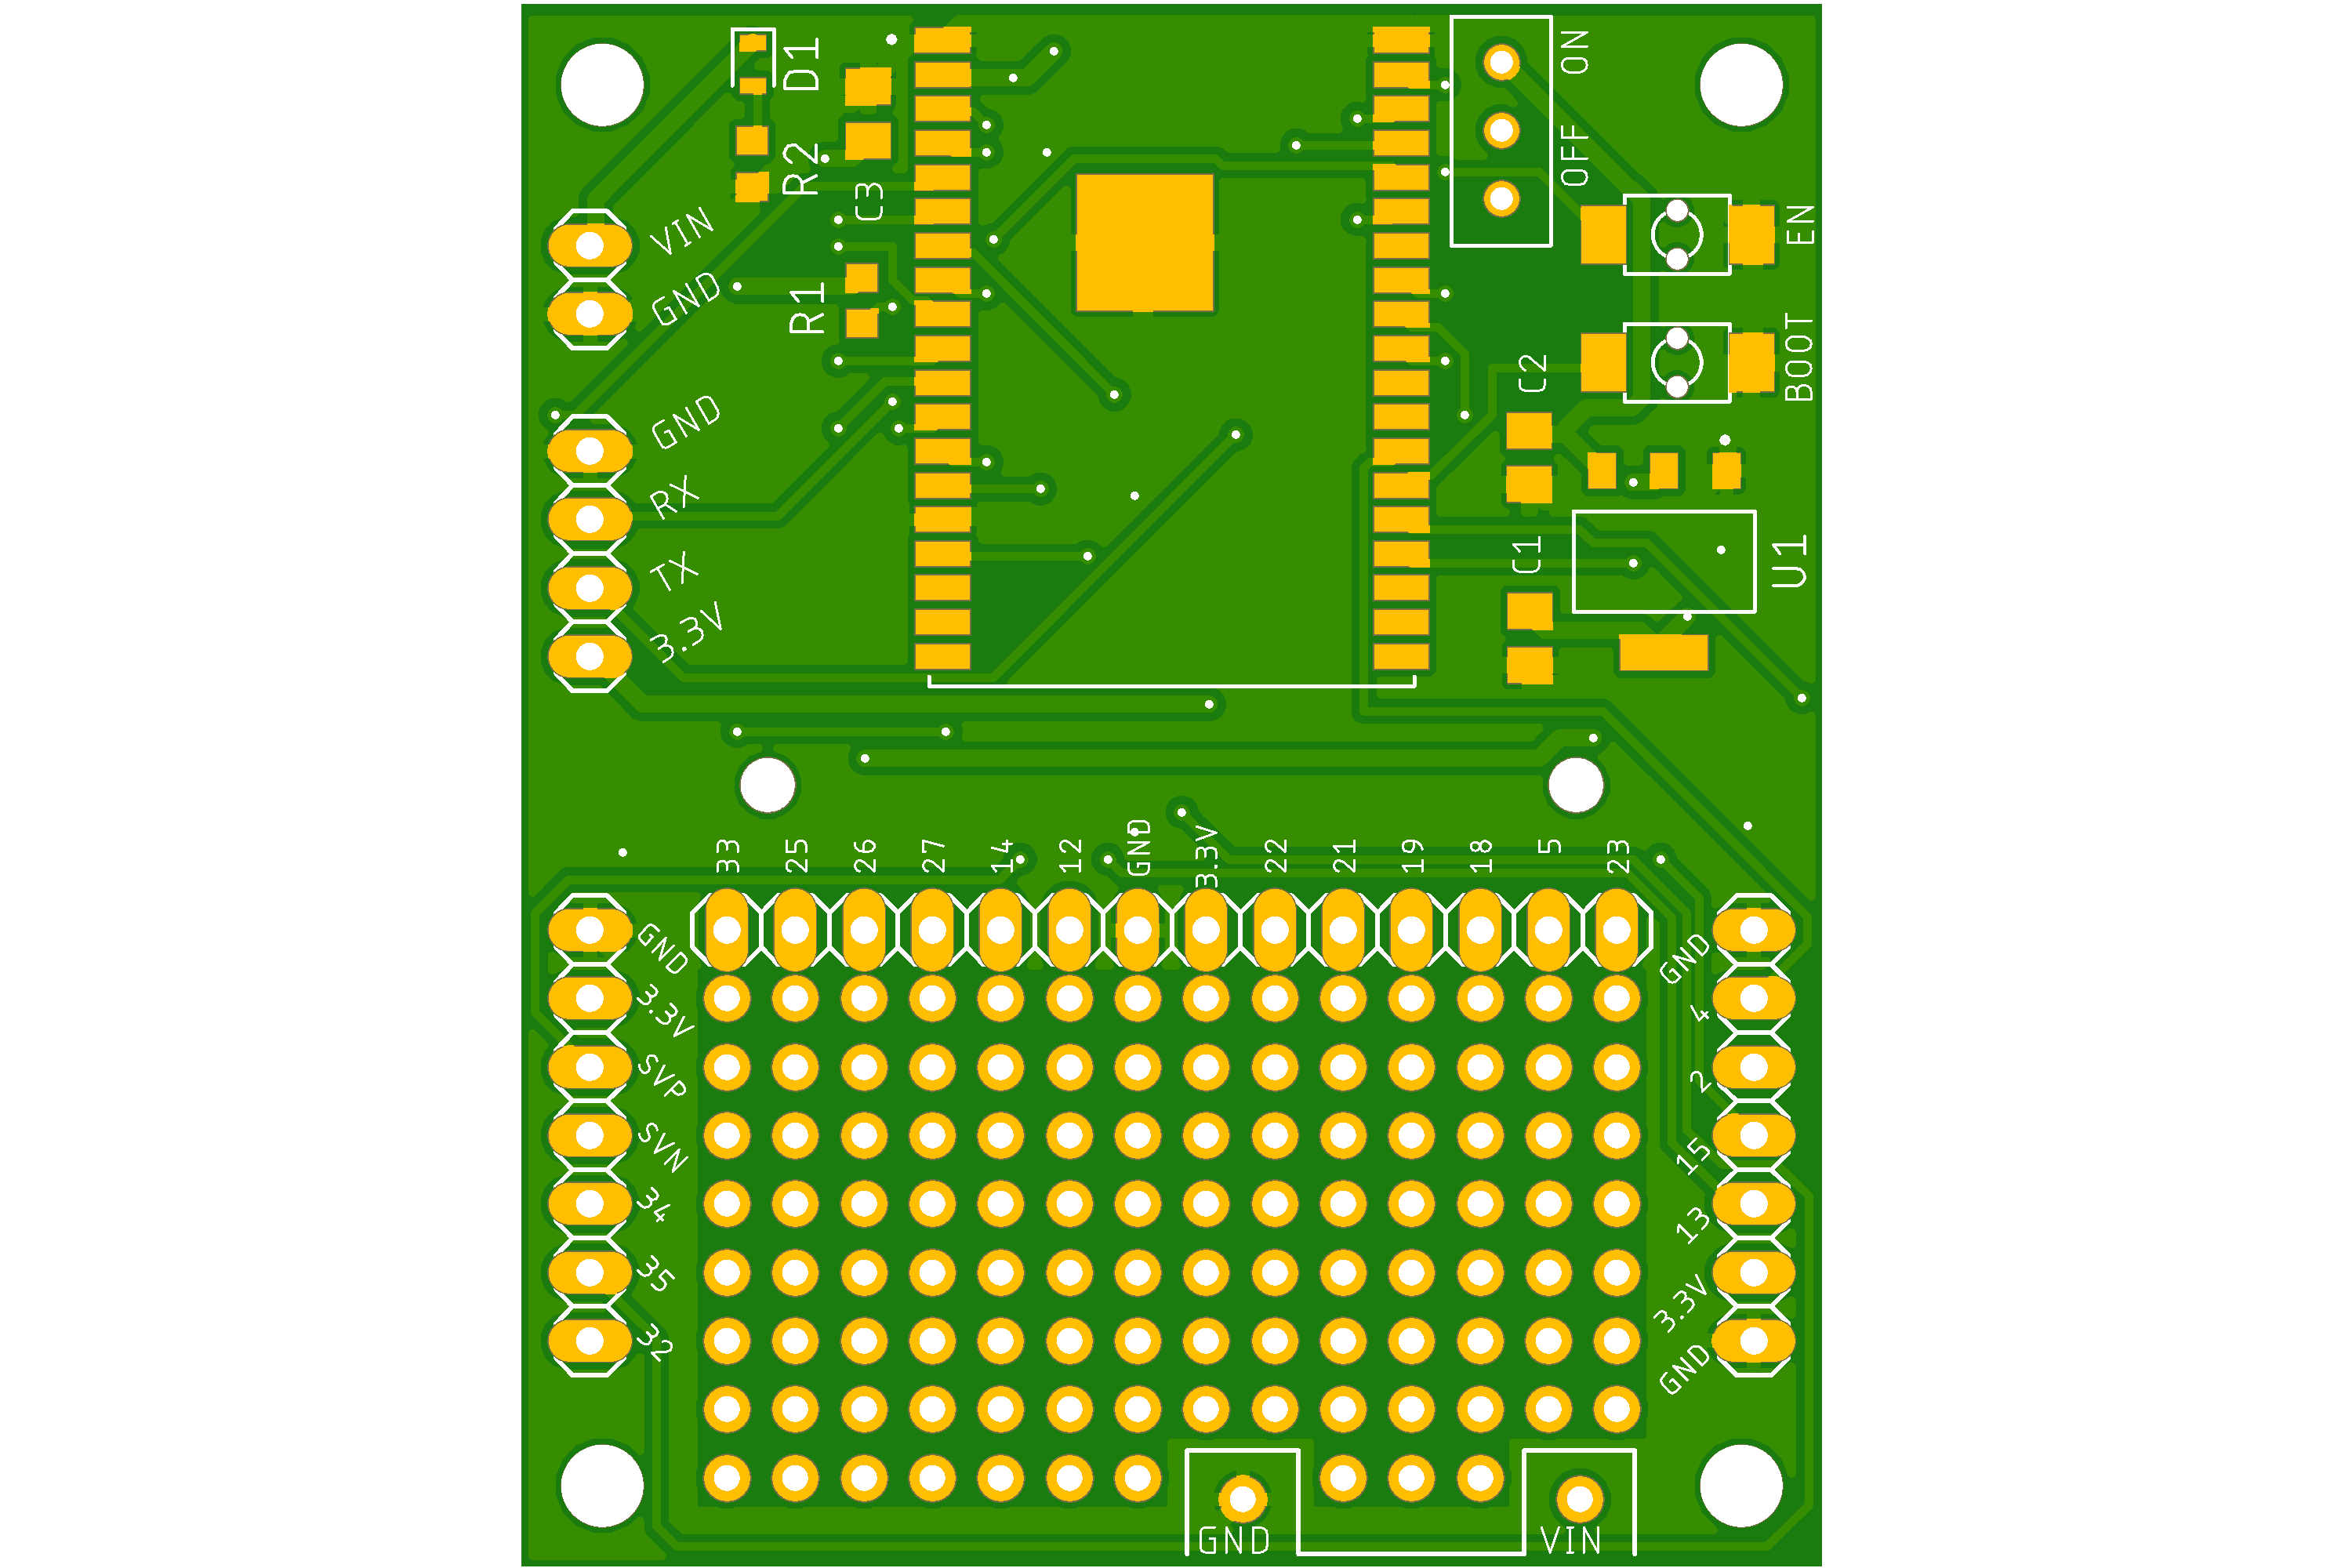 D1
ON
R2
OFF
C3
VIN
EN
GND
R1
BOOT
C2
GND
RX
C1
U1
TX
3.3V
33
25
26
27
14
12
GND
3.3V
22
21
19
18
5
23
GND
GND
3.3V
4
SVP
2
SVN
15
34
13
35
3.3V
32
GND
GND
VIN